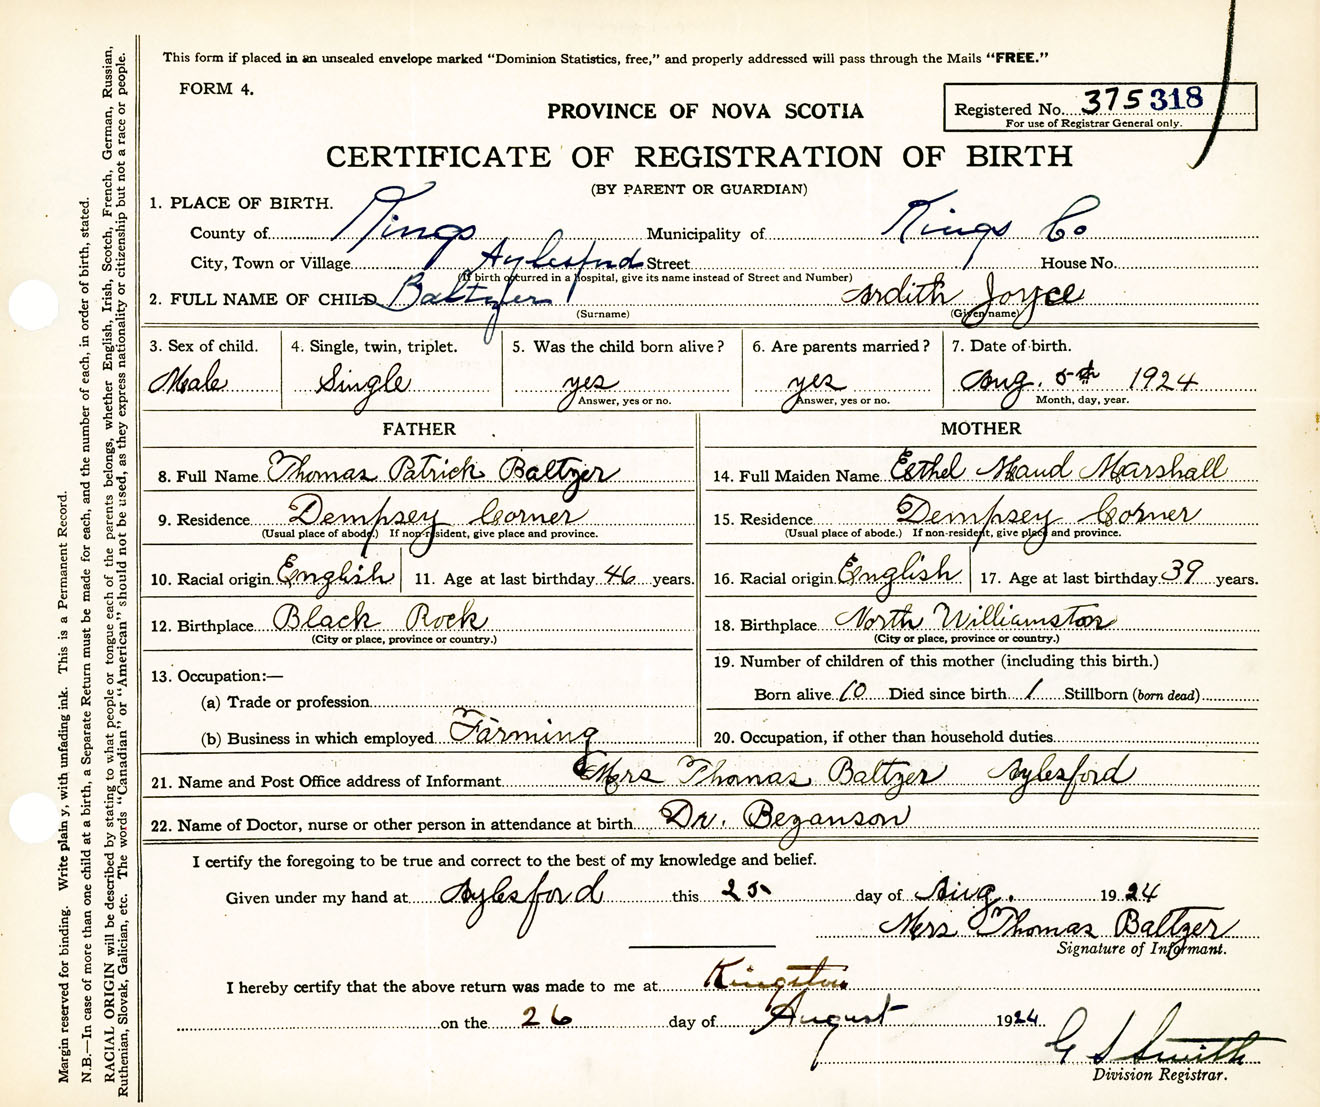 This form if placed in an unsealed envelope marked "Dominion Statistics, free," and properly addressed will pass through the Mails "FREE."
FORM 4.
PROVINCE OF NOVA SCOTIA
Registered No. 375 318
For use of Registrar General only.
CERTIFICATE OF REGISTRATION OF BIRTH
(BY PARENT OR GUARDIAN)
1. PLACE OF BIRTH.
County of Kings Municipality of Kings Co
City, Town or Village Aylesford Street House No.
(If birth occurred in a hospital, give its name instead of Street and Number)
2. FULL NAME OF CHILD Baltzer Ardith Joyce
(Surname) (Given name)
3. Sex of child. 4. Single, twin, triplet. 5. Was the child born alive? 6. Are parents married? 7. Date of birth.
Male Single yes yes Aug. 5th 1924
Answer, yes or no. Answer, yes or no. Month, day, year.
FATHER
8. Full Name Thomas Patrick Baltzer
9. Residence Dempsey Corner
(Usual place of abode.) If non-resident, give place and province.
10. Racial origin English 11. Age at last birthday 46 years.
12. Birthplace Black Rock
(City or place, province or country.)
13. Occupation:—
(a) Trade or profession
(b) Business in which employed Farming
MOTHER
14. Full Maiden Name Esthel Maud Marshall
15. Residence Dempsey Corner
(Usual place of abode.) If non-resident, give place and province.
16. Racial origin English 17. Age at last birthday 39 years.
18. Birthplace North Williamston
(City or place, province or country.)
19. Number of children of this mother (including this birth.)
Born alive 10 Died since birth 1 Stillborn (born dead)
20. Occupation, if other than household duties
21. Name and Post Office address of Informant Mrs Thomas Baltzer Aylesford
22. Name of Doctor, nurse or other person in attendance at birth Dr. Bezanson
I certify the foregoing to be true and correct to the best of my knowledge and belief.
Given under my hand at Aylesford this 25 day of Aug. 1924
Mrs Thomas Baltzer
Signature of Informant.
I hereby certify that the above return was made to me at Kingston
on the 26 day of August 1924
G S Smith
Division Registrar.
Margin reserved for binding. Write plainly, with unfading ink. This is a Permanent Record.
N.B.—In case of more than one child at a birth, a Separate Return must be made for each, and the number of each, in order of birth, stated.
RACIAL ORIGIN will be described by stating to what people or tongue each of the parents belongs, whether English, Irish, Scotch, French, German, Russian,
Ruthenian, Slovak, Galician, etc. The words "Canadian" or "American" should not be used, as they express nationality or citizenship but not a race or people.